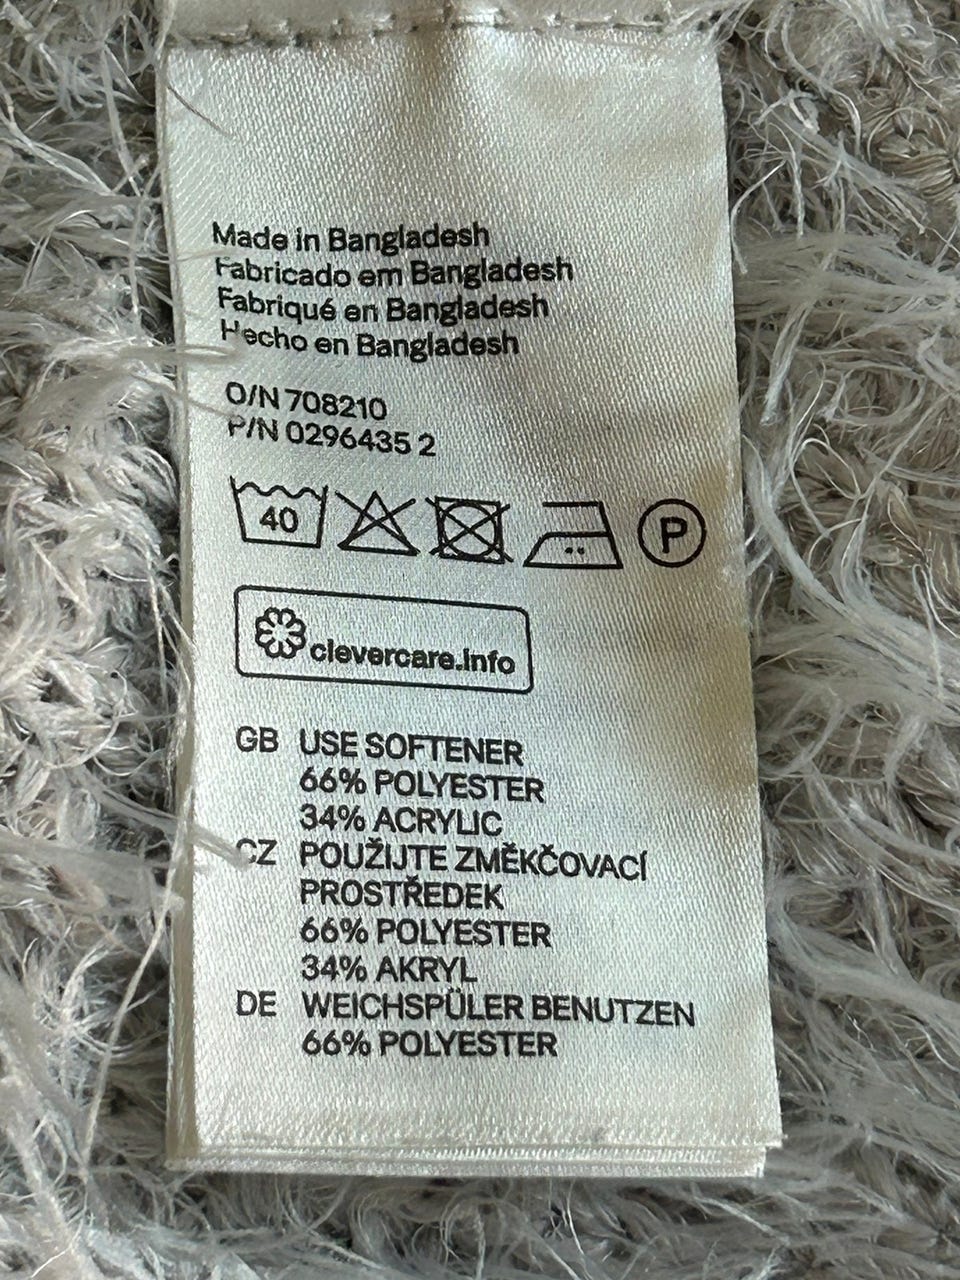 Made in Bangladesh
Fabricado em Bangladesh
Fabriqué en Bangladesh
Hecho en Bangladesh
O/N 708210
P/N 0296435 2
40
P
clevercare.info
GB USE SOFTENER
66% POLYESTER
34% ACRYLIC
CZ POUŽIJTE ZMĚKČOVACÍ
PROSTŘEDEK
66% POLYESTER
34% AKRYL
DE WEICHSPÜLER BENUTZEN
66% POLYESTER